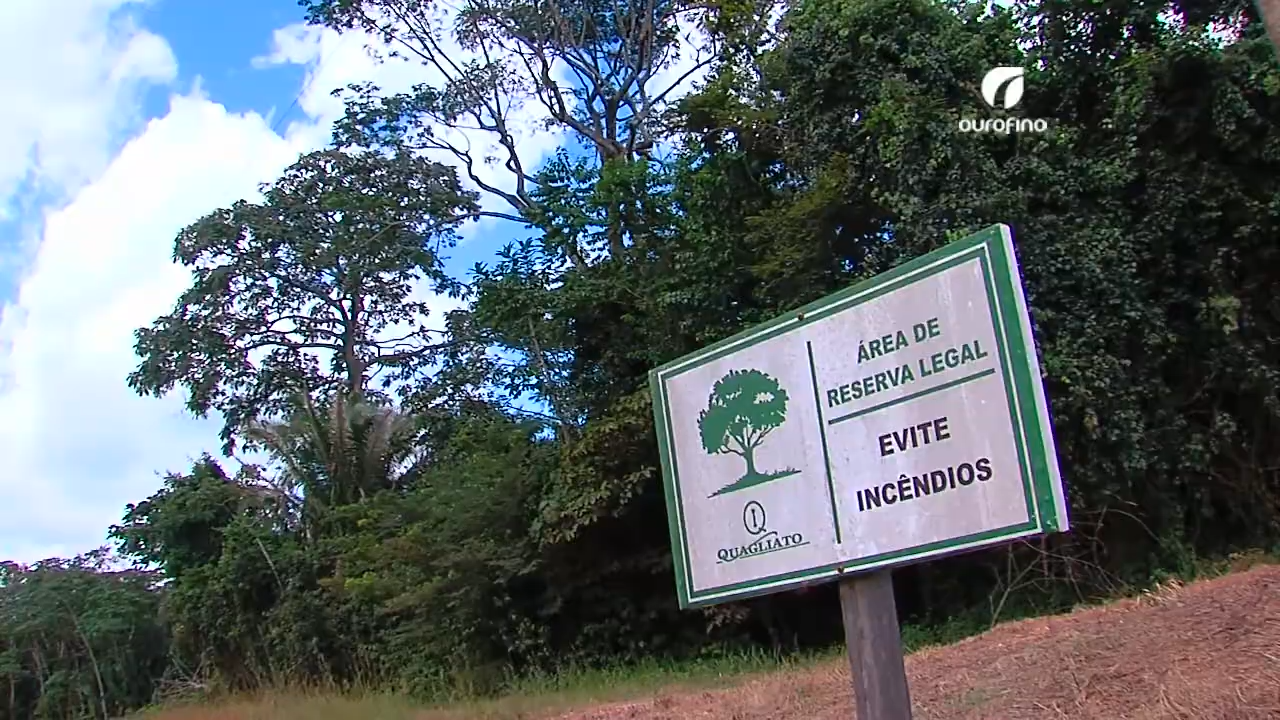 ourofino
ÁREA DE
RESERVA LEGAL
EVITE
INCÊNDIOS
Q
QUAGLIATO